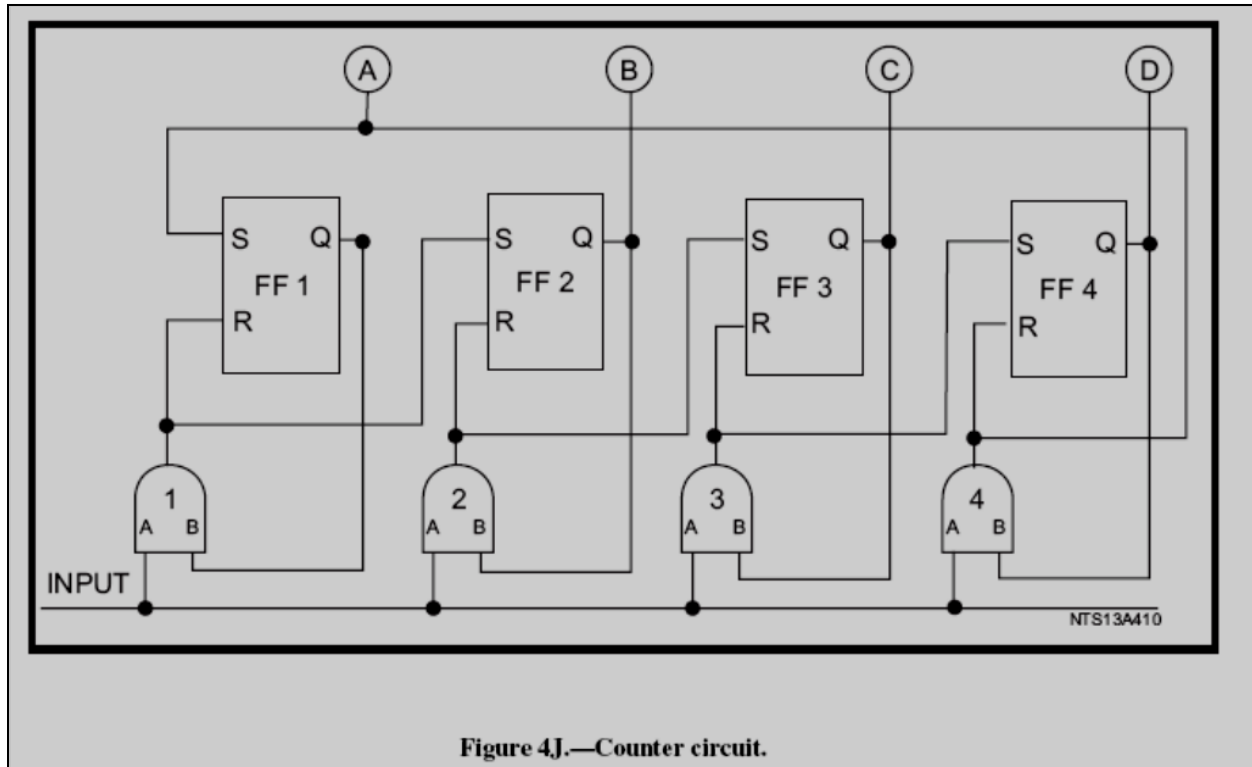 A B C D
S Q S Q S Q S Q
FF 1 FF 2 FF 3 FF 4
R R R R
1 2 3 4
A B A B A B A B
INPUT
NTS13A410
Figure 4J.—Counter circuit.